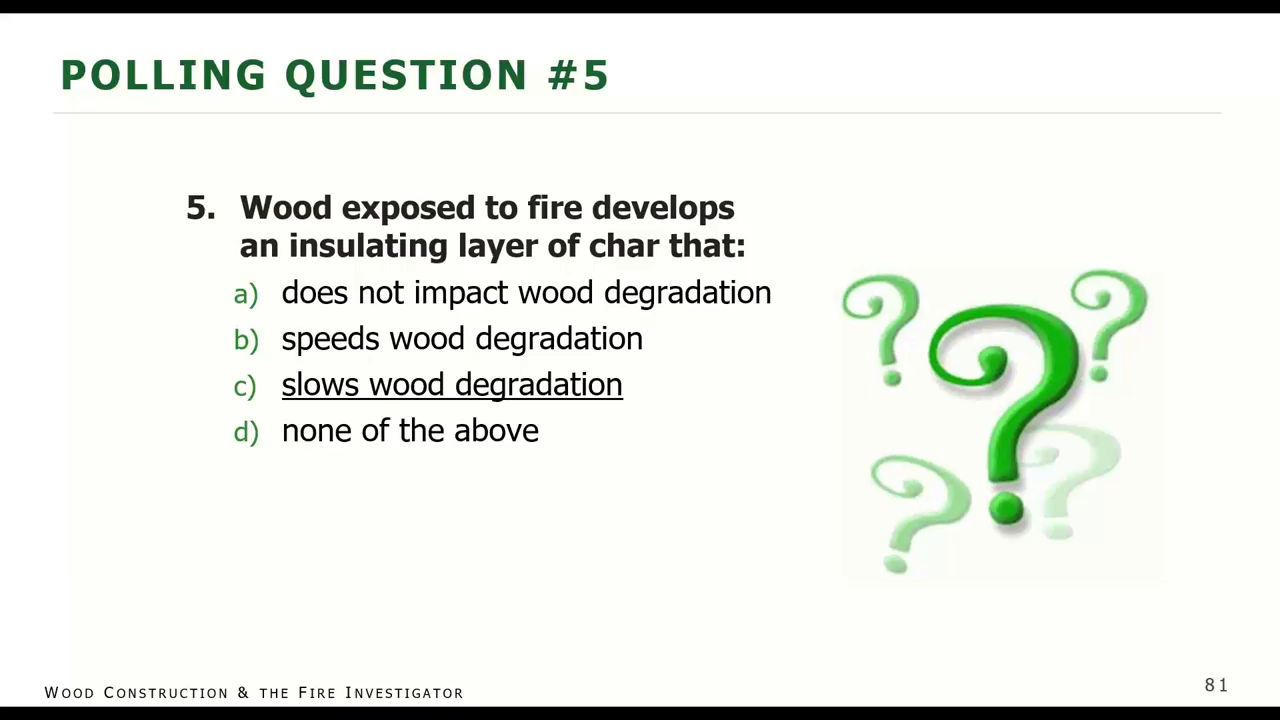 POLLING QUESTION #5
5. Wood exposed to fire develops
an insulating layer of char that:
a) does not impact wood degradation
b) speeds wood degradation
c) slows wood degradation
d) none of the above
WOOD CONSTRUCTION & THE FIRE INVESTIGATOR
81